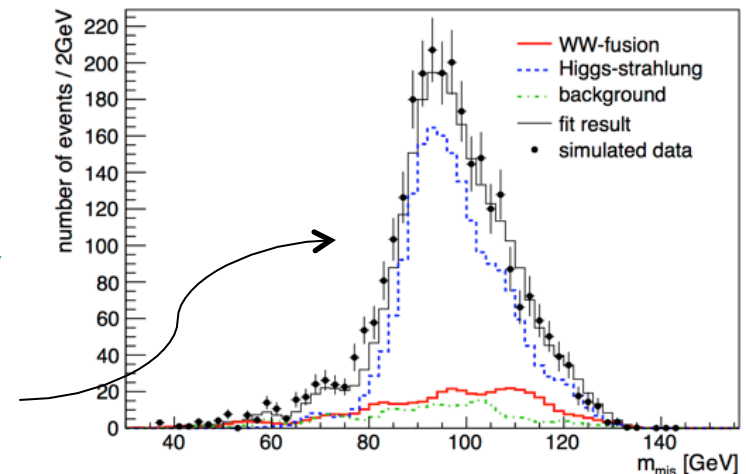 number of events / 2GeV
220
200
180
160
140
120
100
80
60
40
20
0
WW-fusion
Higgs-strahlung
background
fit result
simulated data
40 60 80 100 120 140
m_mis [GeV]